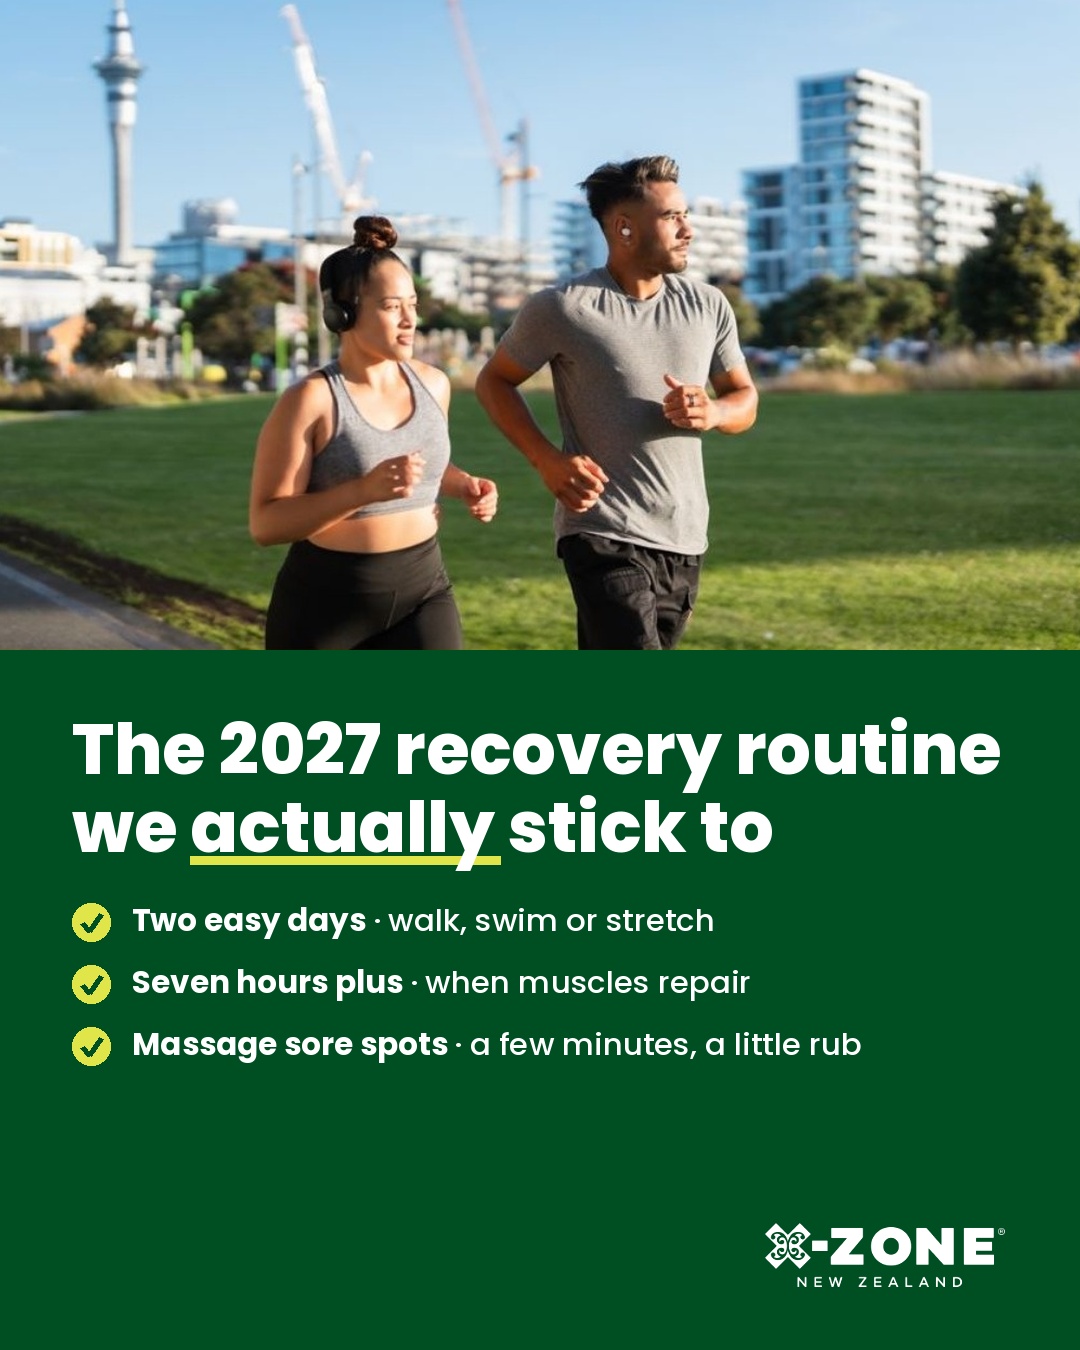 The 2027 recovery routine
we actually stick to
Two easy days · walk, swim or stretch
Seven hours plus · when muscles repair
Massage sore spots · a few minutes, a little rub
X-ZONE®
NEW ZEALAND